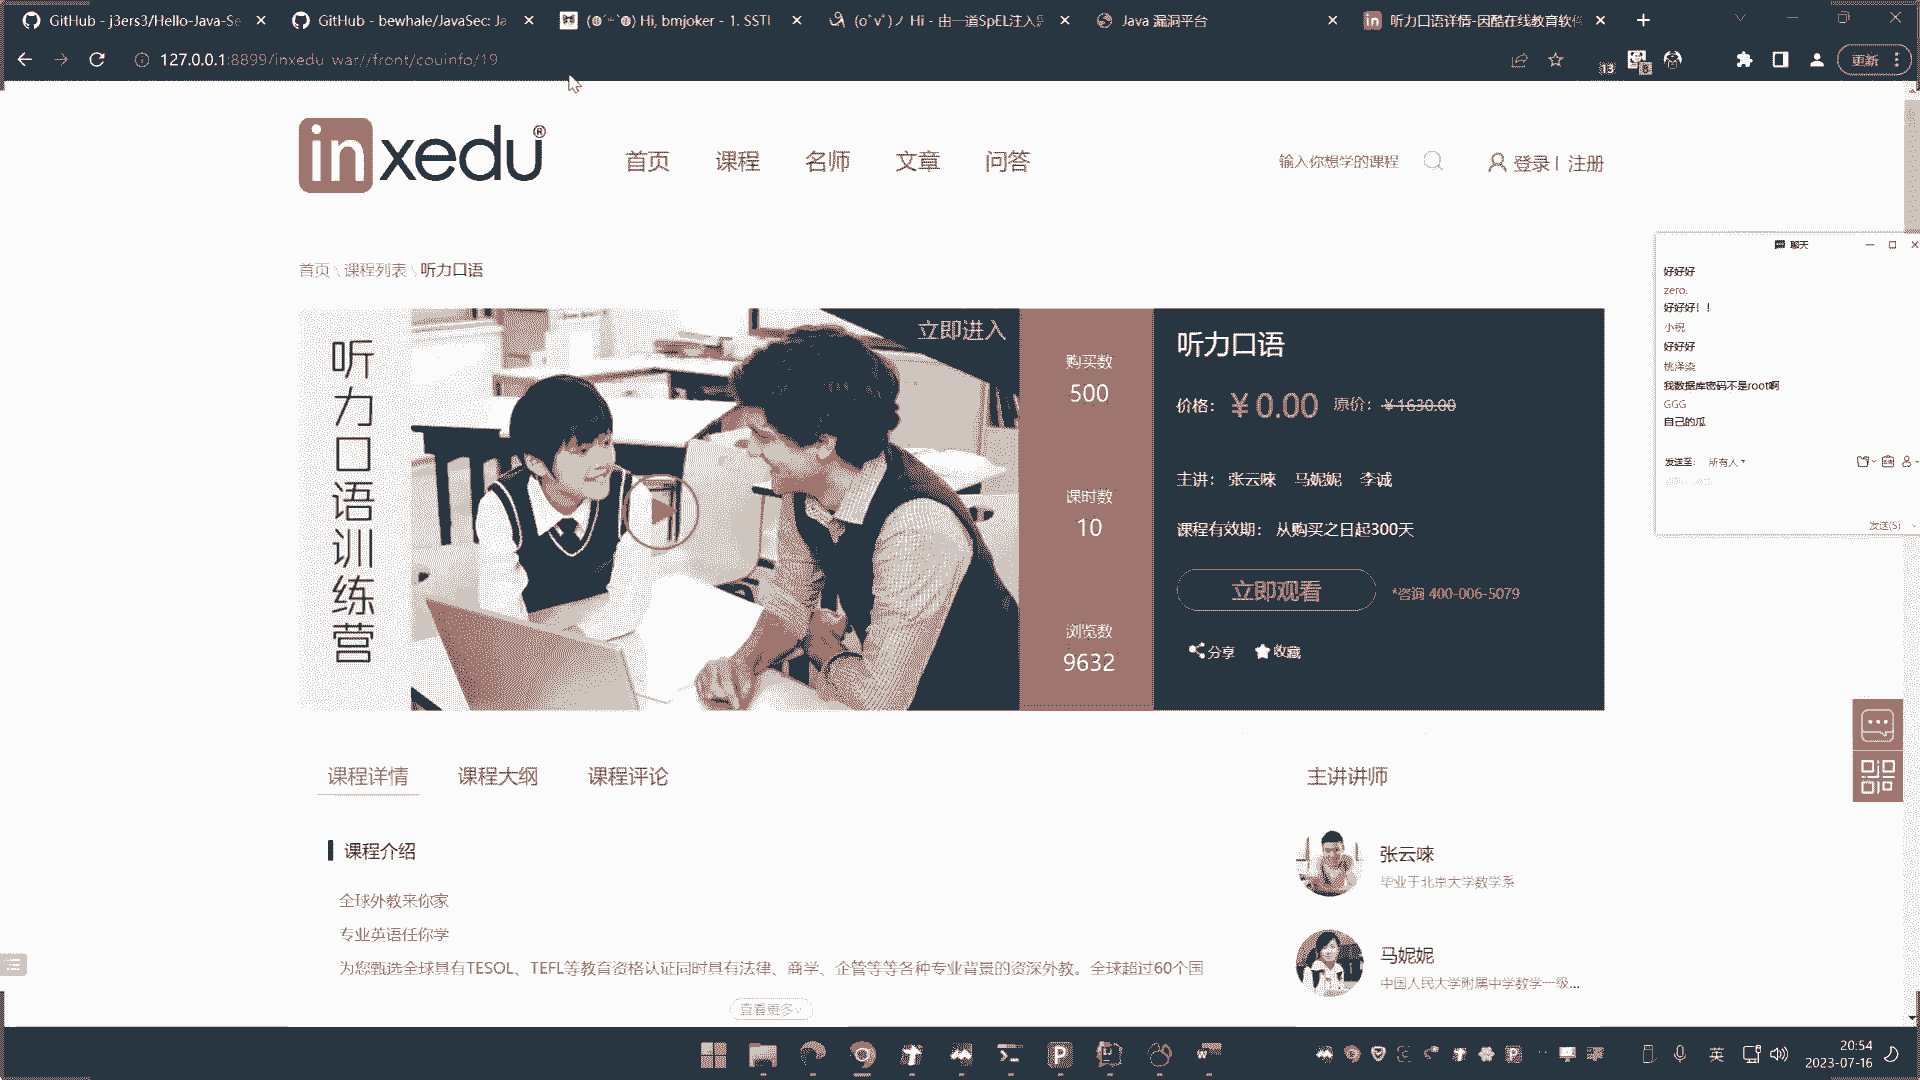 GitHub - j3ers3/Hello-Java-Se
GitHub - bewhale/JavaSec: Ja
Hi, bmjoker - 1. SSTI
(o゚v゚)ノ Hi - 由一道SpEL注入
Java 漏洞平台
听力口语详情-因酷在线教育软件
127.0.0.1:8899/inxedu_war//front/couinfo/19
13
更新
inxedu®
首页
课程
名师
文章
问答
输入你想学的课程
登录 | 注册
首页 \ 课程列表 \ 听力口语
听力口语训练营
立即进入
购买数
500
课时数
10
浏览数
9632
听力口语
价格：￥0.00 原价：￥1630.00
主讲： 张云唻 马妮妮 李诚
课程有效期： 从购买之日起300天
立即观看
*咨询 400-006-5079
分享
收藏
聊天
好好好
zero.
好好好！！
小祝
好好好
桃泽染
我数据库密码不是root啊
GGG
自己的瓜
发送至： 所有人
发送(S)
课程详情
课程大纲
课程评论
主讲讲师
课程介绍
全球外教来你家
专业英语任你学
为您甄选全球具有TESOL、TEFL等教育资格认证同时具有法律、商学、企管等等各种专业背景的资深外教。全球超过60个国
查看更多
张云唻
毕业于北京大学数学系
马妮妮
中国人民大学附属中学数学一级...
英
20:54
2023-07-16